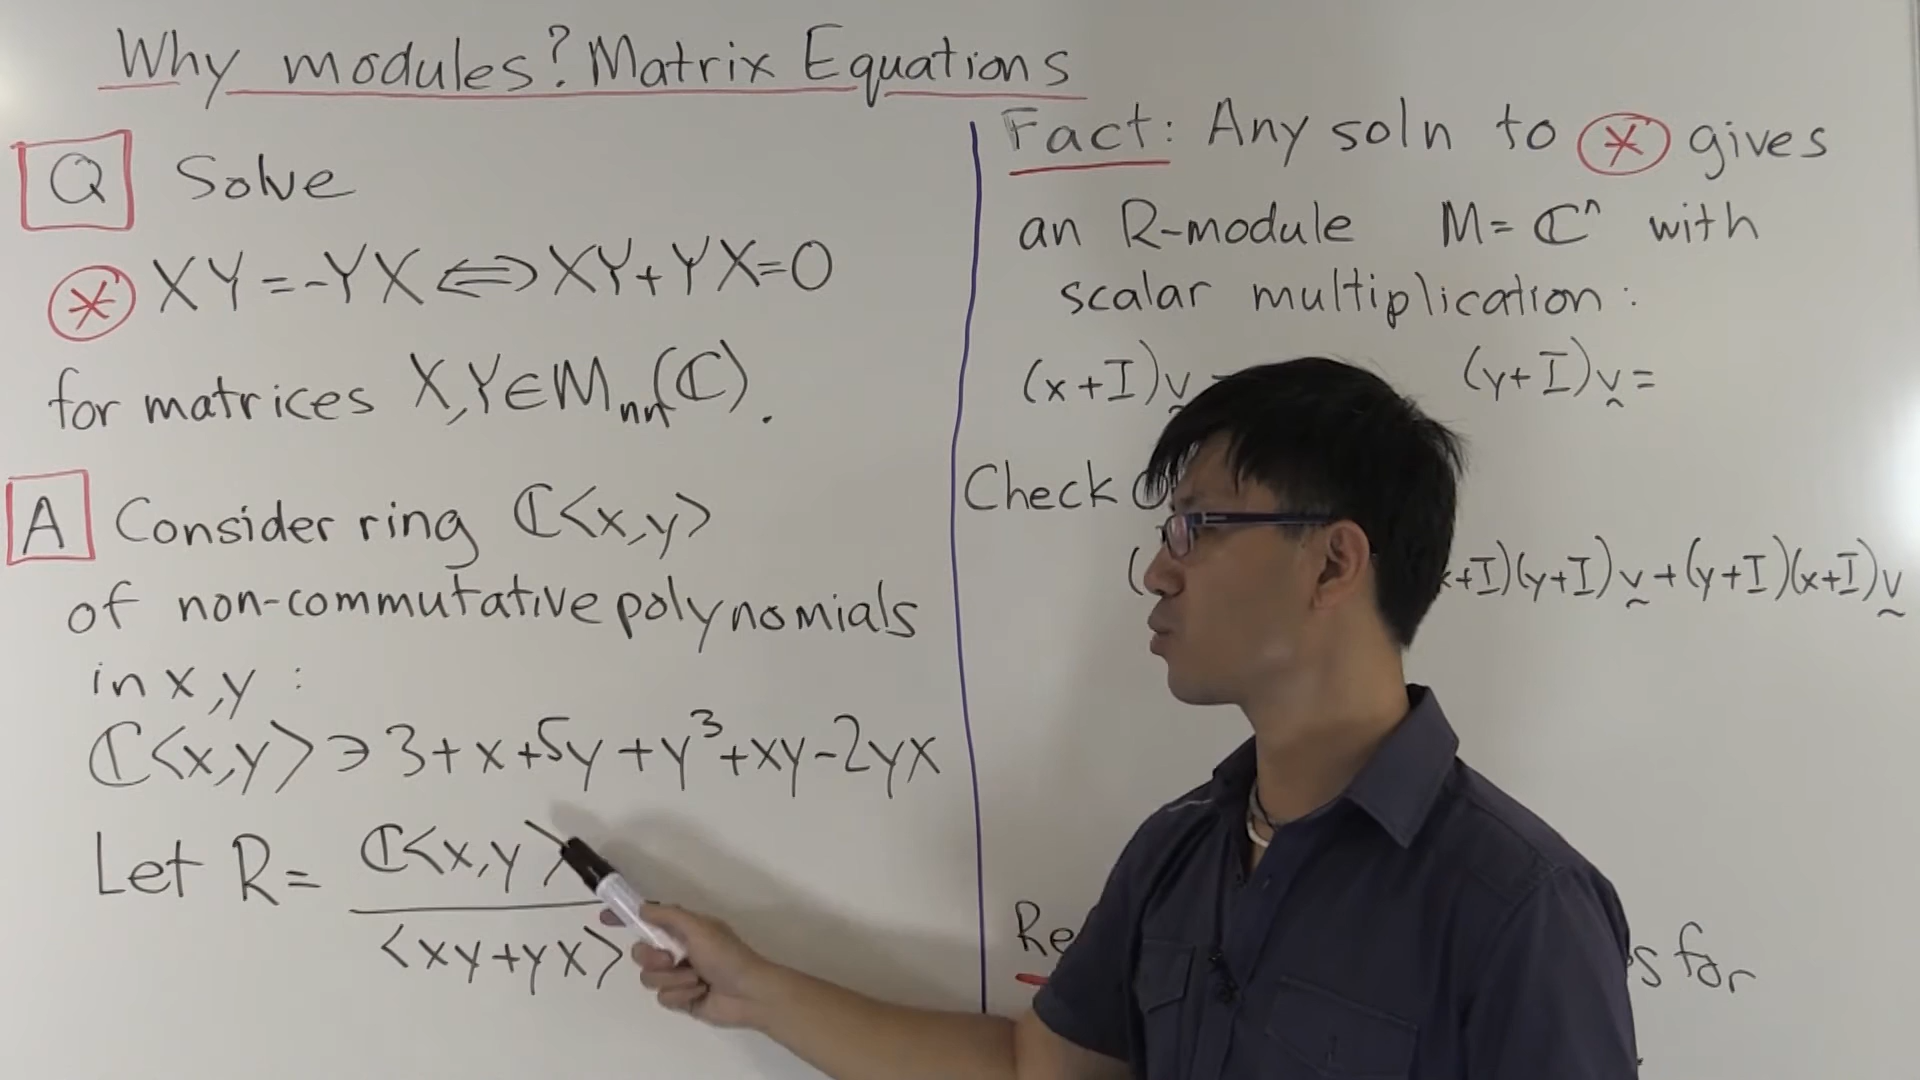 Why modules? Matrix Equations
Q Solve
* XY=-YX⟺XY+YX=0
for matrices X,Y∈Mnn(ℂ).
A Consider ring ℂ<x,y>
of non-commutative polynomials
in x,y :
ℂ<x,y>∋3+x+5y+y³+xy-2yx
Let R= ℂ<x,y>
<xy+yx>
Fact: Any soln to * gives
an R-module M=ℂⁿ with
scalar multiplication :
(x+I)v (y+I)v=
Check
+I)(y+I)v+(y+I)(x+I)v
for